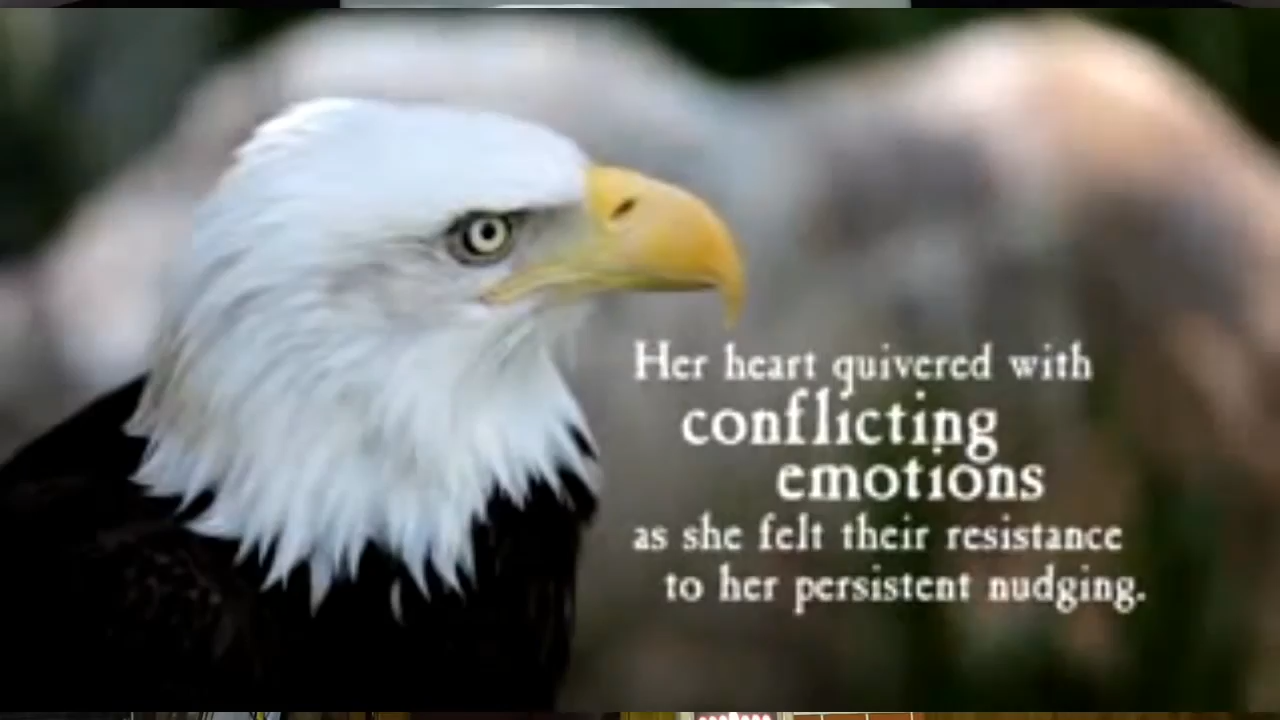 Her heart quivered with
conflicting
emotions
as she felt their resistance
to her persistent nudging.